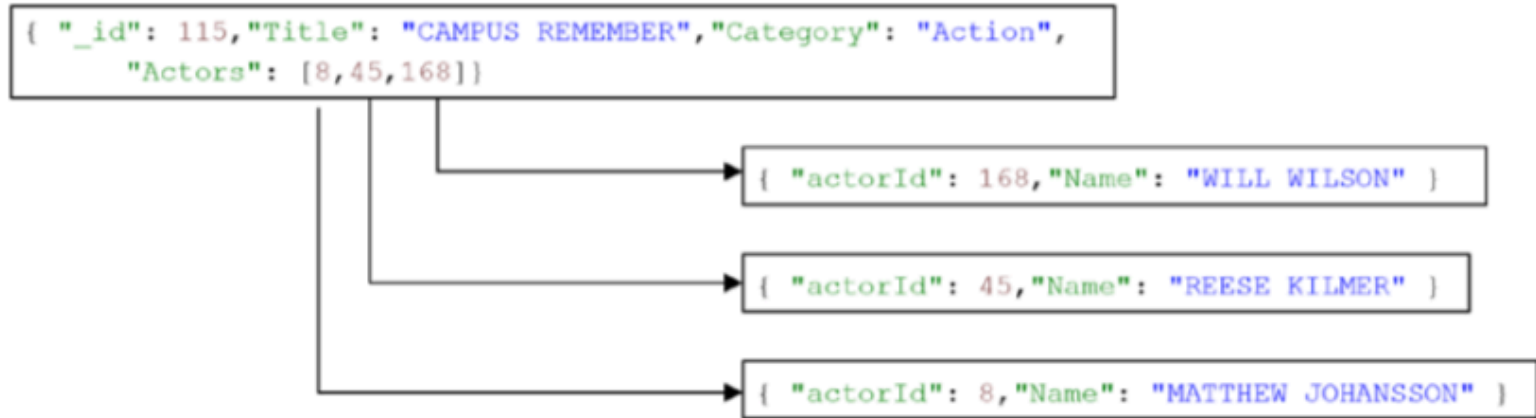 { "_id": 115,"Title": "CAMPUS REMEMBER","Category": "Action",
"Actors": [8,45,168]}
{ "actorId": 168,"Name": "WILL WILSON" }
{ "actorId": 45,"Name": "REESE KILMER" }
{ "actorId": 8,"Name": "MATTHEW JOHANSSON" }